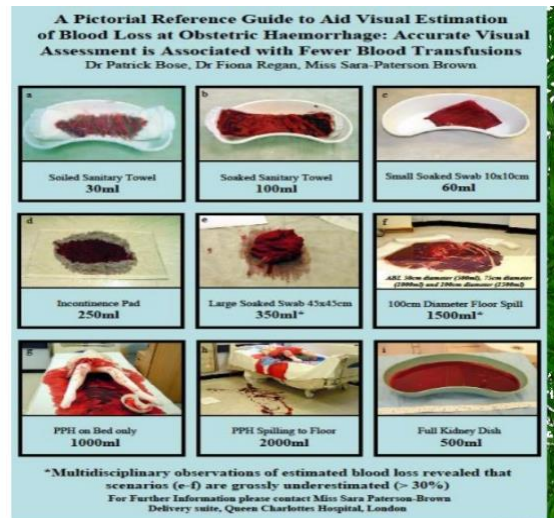 A Pictorial Reference Guide to Aid Visual Estimation
of Blood Loss at Obstetric Haemorrhage: Accurate Visual
Assessment is Associated with Fewer Blood Transfusions
Dr Patrick Bose, Dr Fiona Regan, Miss Sara-Paterson Brown
a
Soiled Sanitary Towel
30ml
b
Soaked Sanitary Towel
100ml
c
Small Soaked Swab 10x10cm
60ml
d
Incontinence Pad
250ml
e
Large Soaked Swab 45x45cm
350ml*
f
diameter (500ml), 75cm diameter
diameter
100cm Diameter Floor Spill
1500ml*
g
PPH on Bed only
1000ml
h
PPH Spilling to Floor
2000ml
i
Full Kidney Dish
500ml
*Multidisciplinary observations of estimated blood loss revealed that
scenarios (e-f) are grossly underestimated (> 30%)
For Further Information please contact Miss Sara Paterson-Brown
Delivery suite, Queen Charlottes Hospital, London